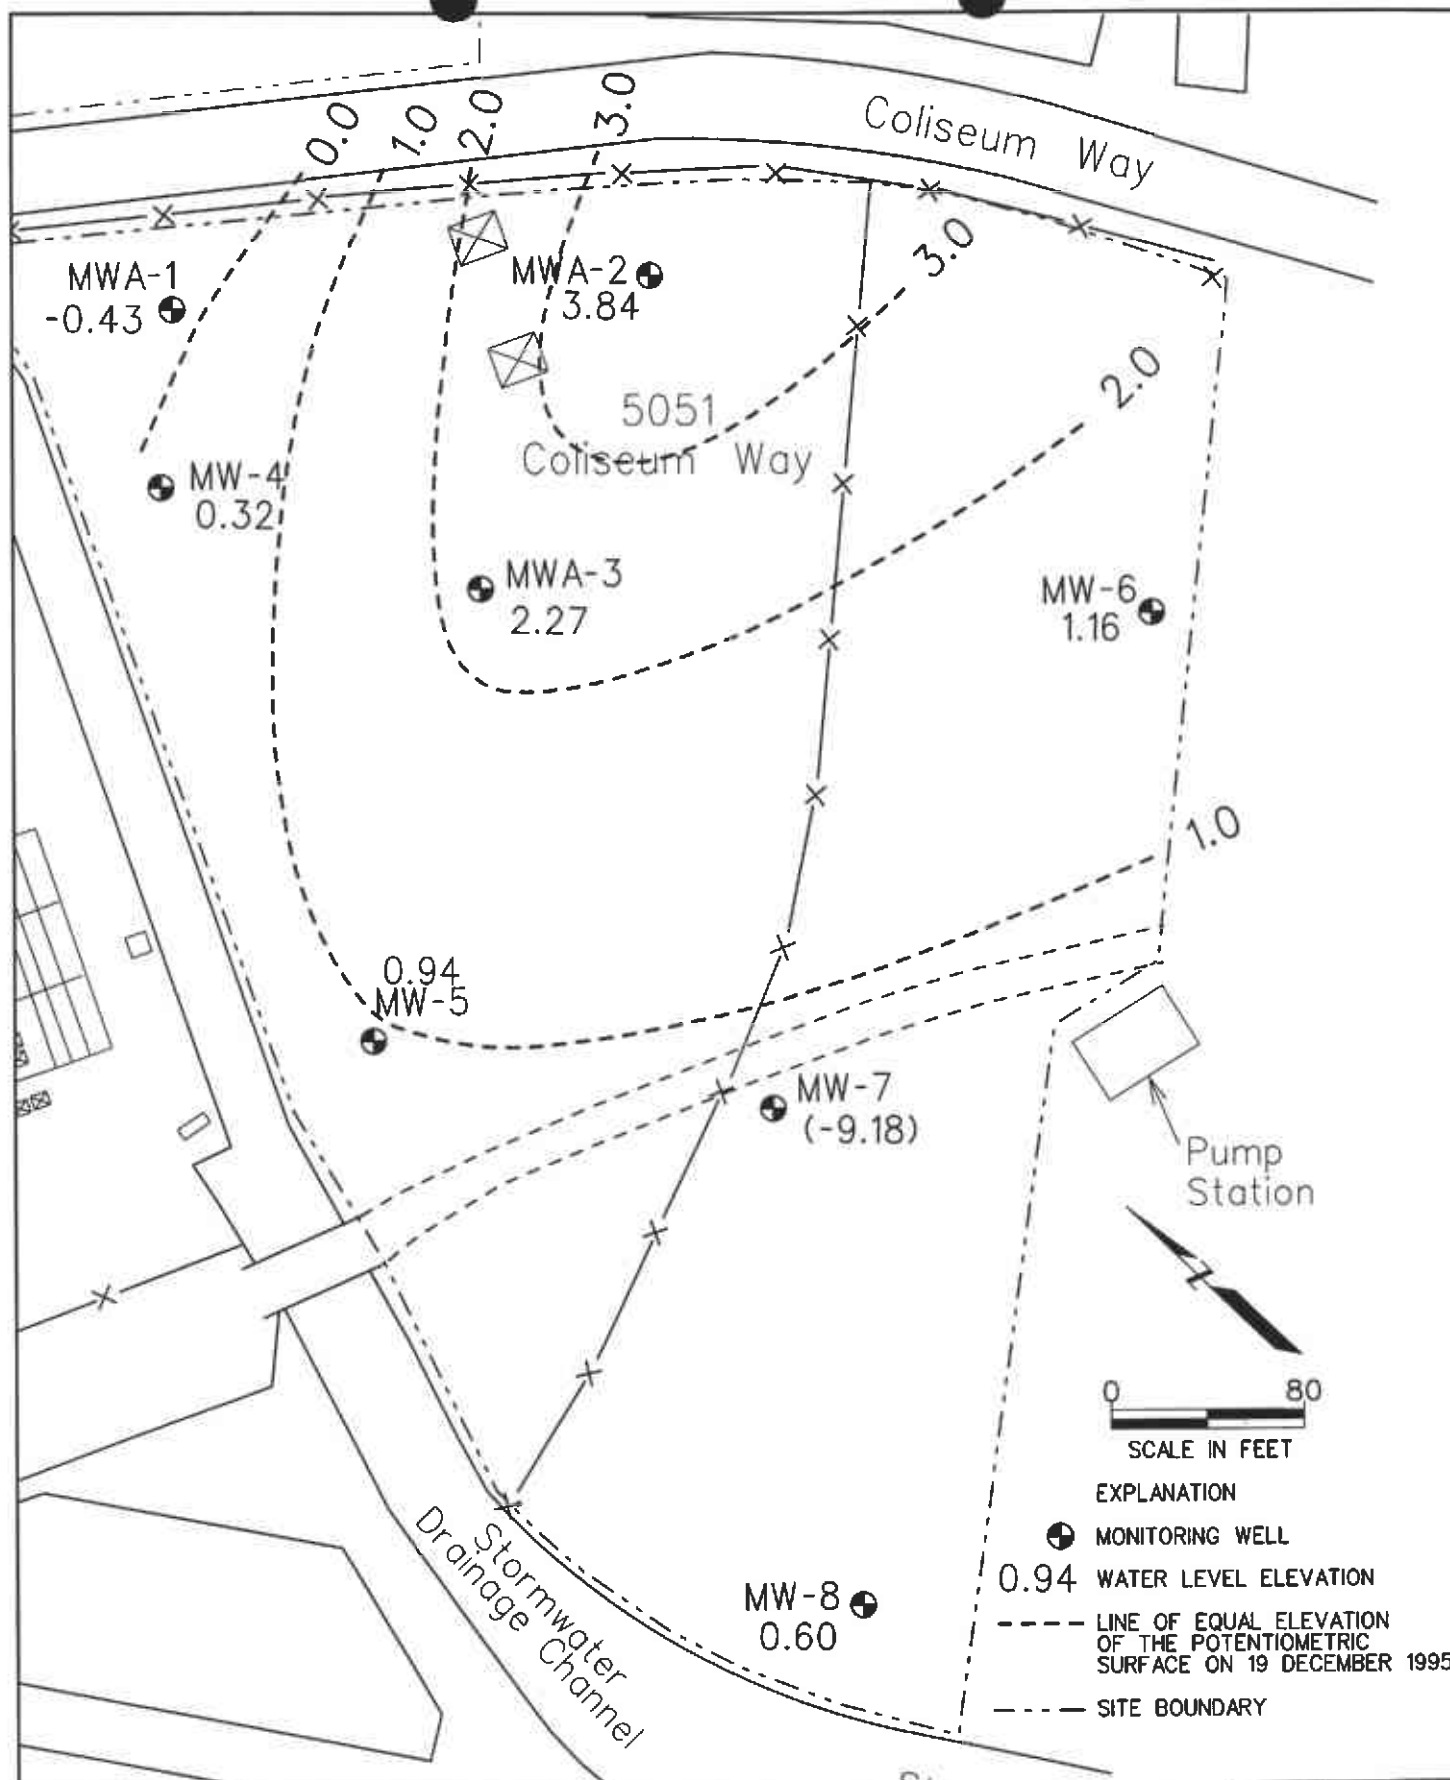 0.0
1.0
2.0
3.0
Coliseum Way
MWA-1
-0.43
MWA-2
3.84
3.0
2.0
5051
Coliseum Way
MW-4
0.32
MWA-3
2.27
MW-6
1.16
1.0
0.94
MW-5
MW-7
(-9.18)
Pump
Station
Z
0 80
SCALE IN FEET
EXPLANATION
MONITORING WELL
0.94 WATER LEVEL ELEVATION
LINE OF EQUAL ELEVATION
OF THE POTENTIOMETRIC
SURFACE ON 19 DECEMBER 1995
SITE BOUNDARY
Stormwater
Drainage Channel
MW-8
0.60